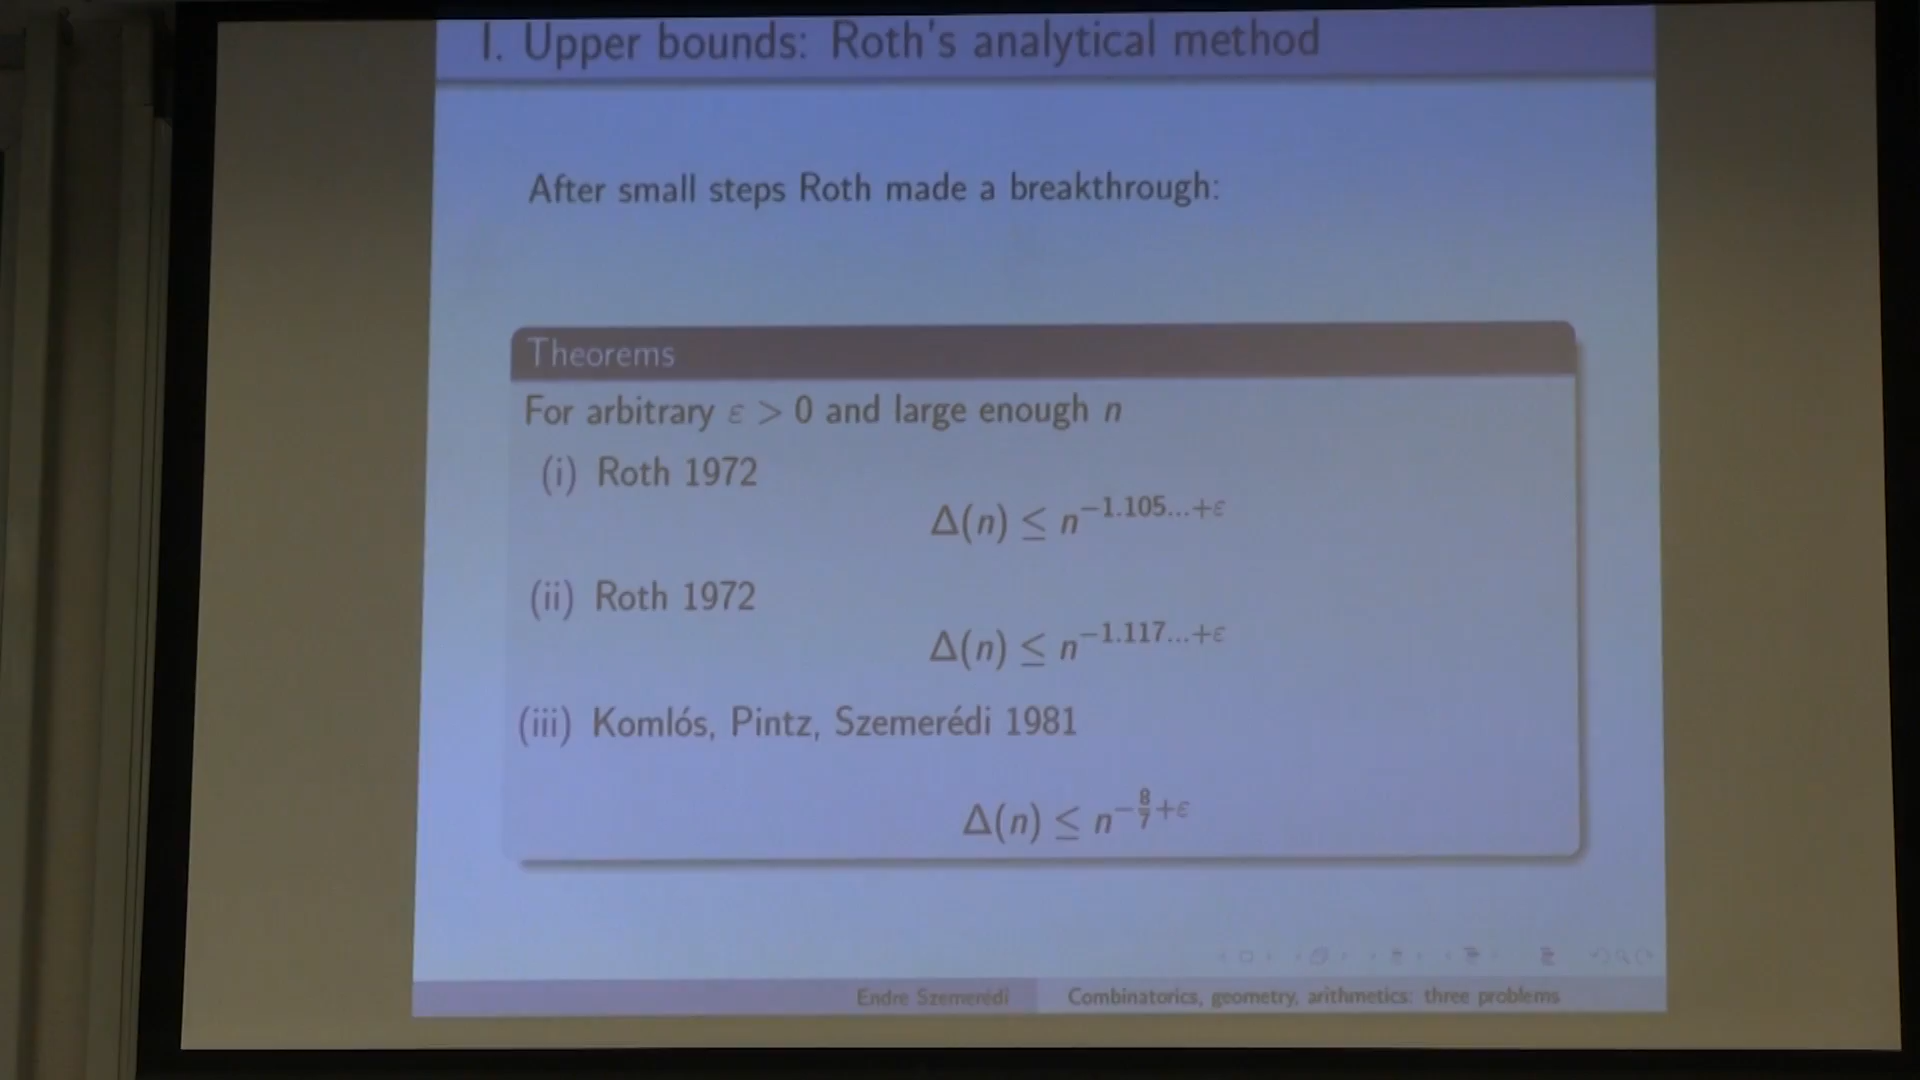 I. Upper bounds: Roth's analytical method
After small steps Roth made a breakthrough:
Theorems
For arbitrary ε > 0 and large enough n
(i) Roth 1972
Δ(n) ≤ n^{−1.105...+ε}
(ii) Roth 1972
Δ(n) ≤ n^{−1.117...+ε}
(iii) Komlós, Pintz, Szemerédi 1981
Δ(n) ≤ n^{−8/7+ε}
Endre Szemerédi Combinatorics, geometry, arithmetics: three problems